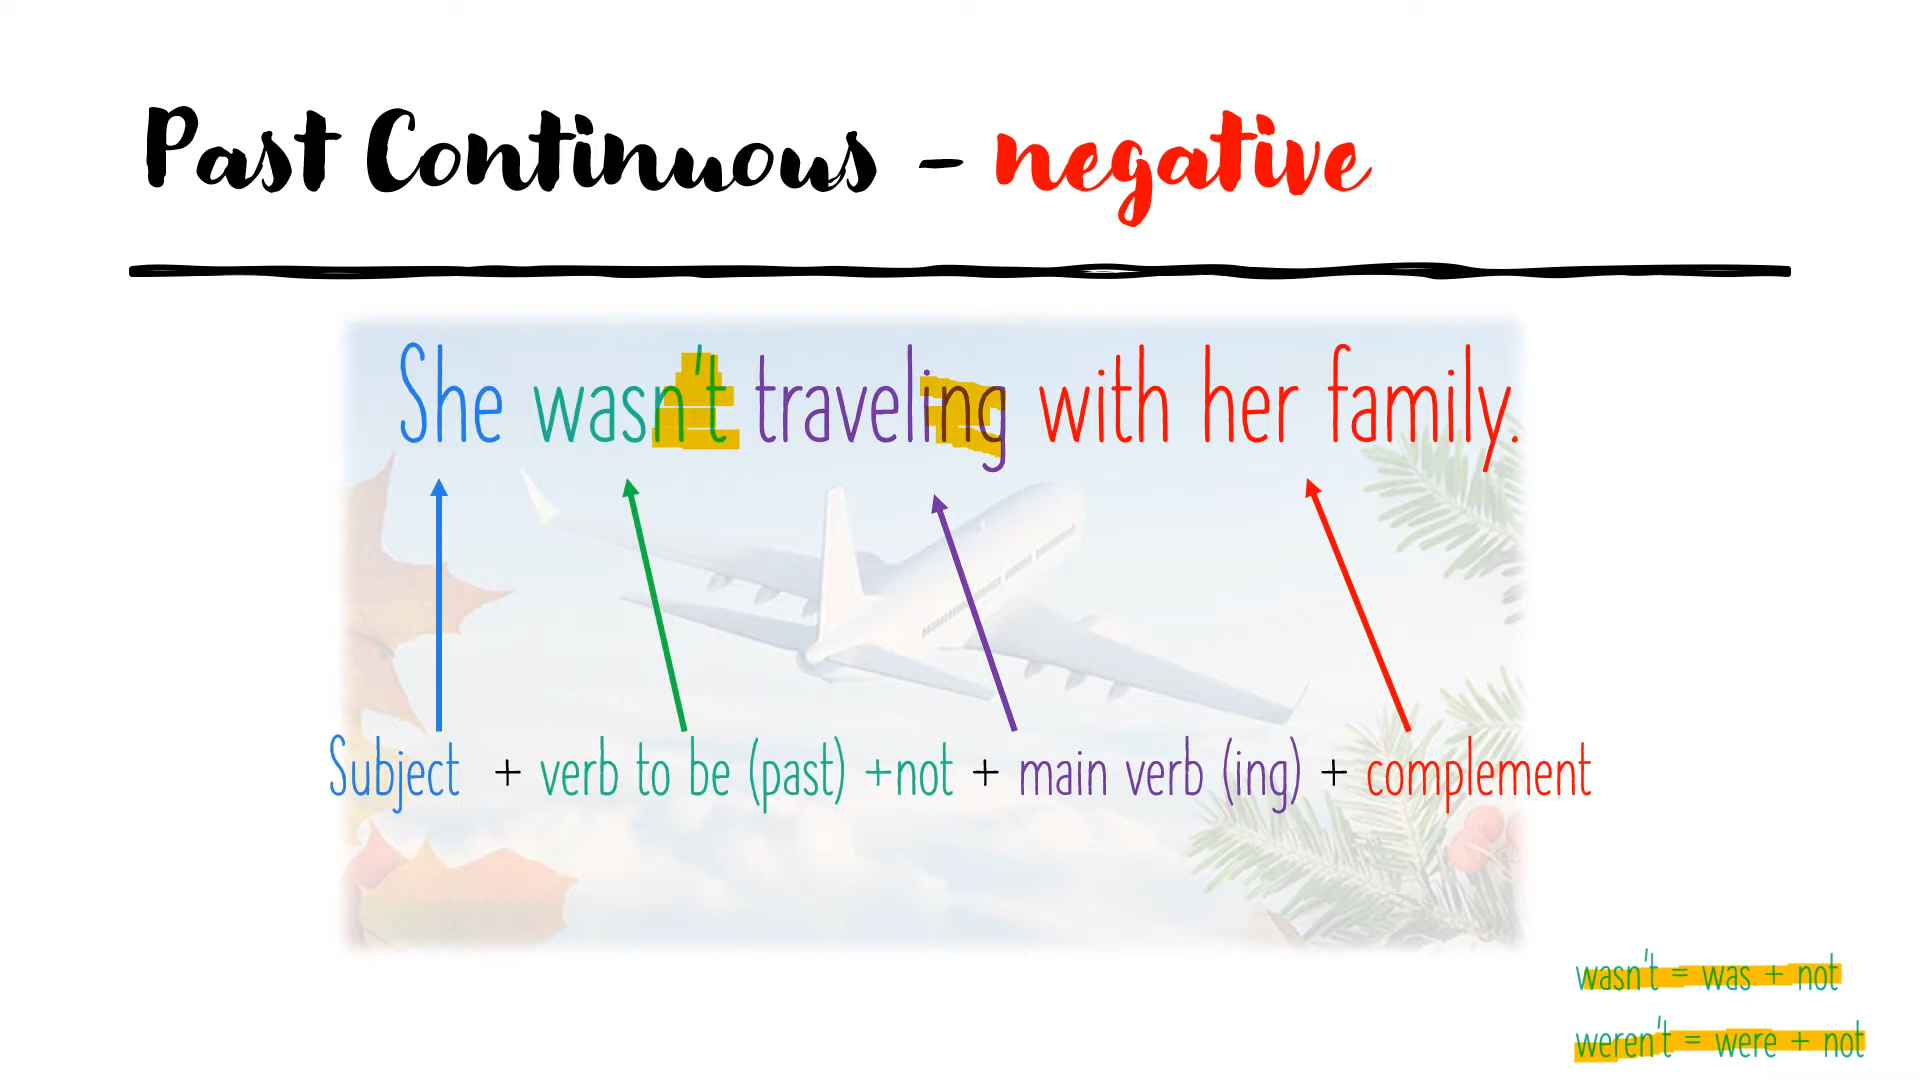 Past Continuous - negative
She wasn't traveling with her family.
Subject + verb to be (past) +not + main verb (ing) + complement
wasn't = was + not
weren't = were + not